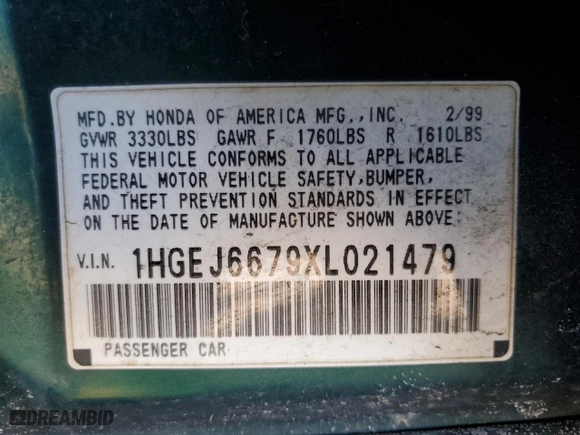 MFD.BY HONDA OF AMERICA MFG.,INC. 2/99
GVWR 3330LBS GAWR F 1760LBS R 1610LBS
THIS VEHICLE CONFORMS TO ALL APPLICABLE
FEDERAL MOTOR VEHICLE SAFETY,BUMPER,
AND THEFT PREVENTION STANDARDS IN EFFECT
ON THE DATE OF MANUFACTURE SHOWN ABOVE:
V.I.N. 1HGEJ6679XL021479
PASSENGER CAR
DREAMBID